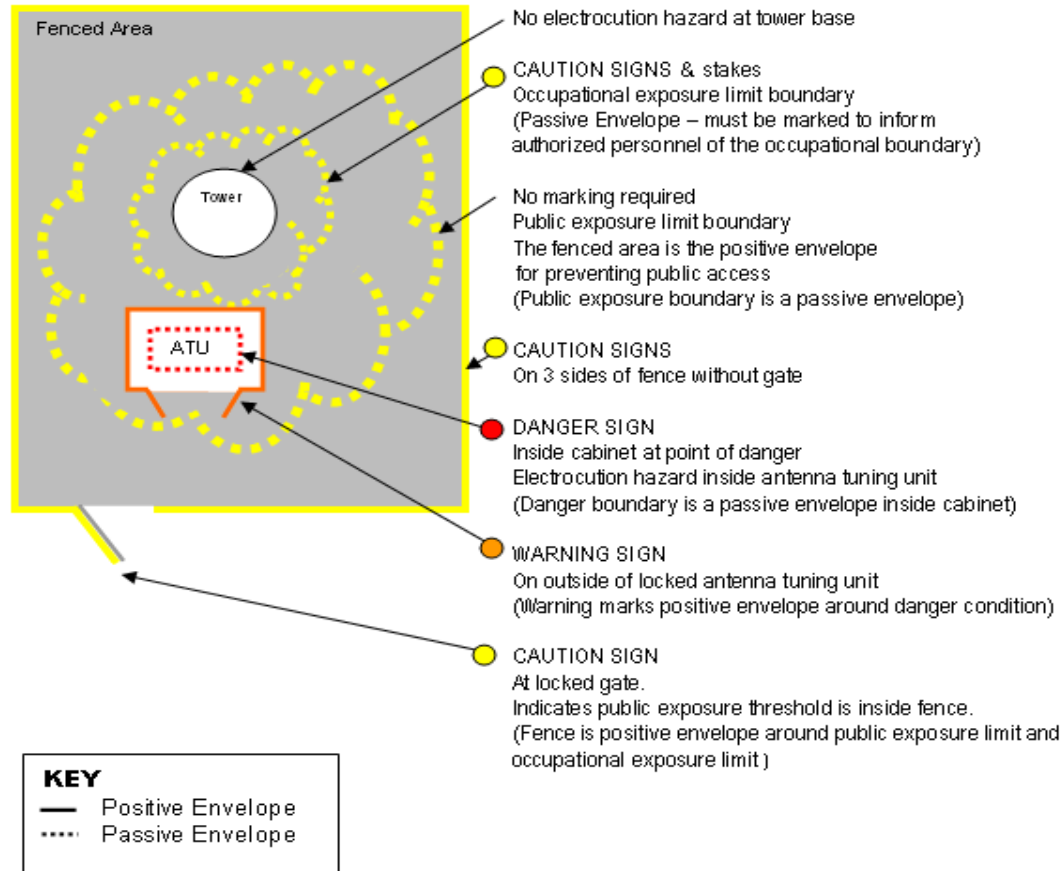 Fenced Area
No electrocution hazard at tower base
CAUTION SIGNS & stakes
Occupational exposure limit boundary
(Passive Envelope – must be marked to inform
authorized personnel of the occupational boundary)
Tower
No marking required
Public exposure limit boundary
The fenced area is the positive envelope
for preventing public access
(Public exposure boundary is a passive envelope)
ATU
CAUTION SIGNS
On 3 sides of fence without gate
DANGER SIGN
Inside cabinet at point of danger
Electrocution hazard inside antenna tuning unit
(Danger boundary is a passive envelope inside cabinet)
WARNING SIGN
On outside of locked antenna tuning unit
(Warning marks positive envelope around danger condition)
CAUTION SIGN
At locked gate.
Indicates public exposure threshold is inside fence.
(Fence is positive envelope around public exposure limit and
occupational exposure limit )
KEY
Positive Envelope
Passive Envelope